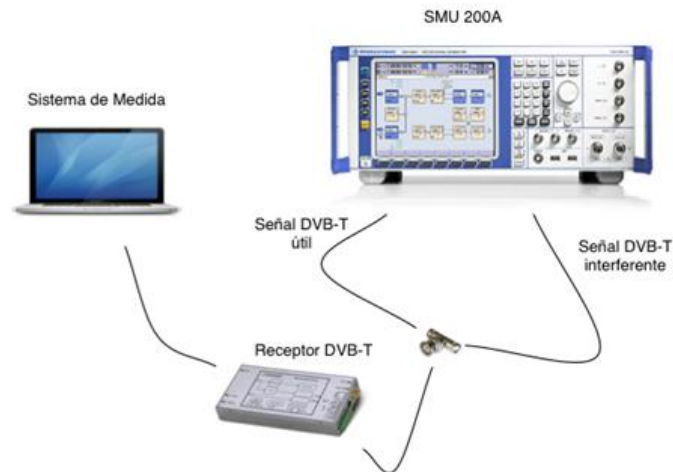 SMU 200A
Sistema de Medida
Señal DVB-T
útil
Señal DVB-T
interferente
Receptor DVB-T